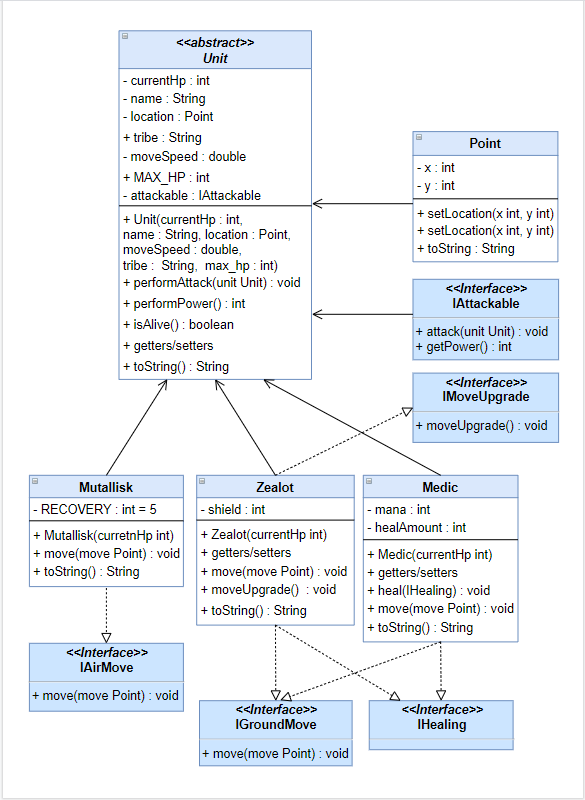 <<abstract>>
Unit
- currentHp : int
- name : String
- location : Point
+ tribe : String
- moveSpeed : double
+ MAX_HP : int
- attackable : IAttackable
+ Unit(currentHp : int,
name : String, location : Point,
moveSpeed : double,
tribe : String, max_hp : int)
+ performAttack(unit Unit) : void
+ performPower() : int
+ isAlive() : boolean
+ getters/setters
+ toString() : String
Point
- x : int
- y : int
+ setLocation(x int, y int)
+ setLocation(x int, y int)
+ toString : String
<<Interface>>
IAttackable
+ attack(unit Unit) : void
+ getPower() : int
<<Interface>>
IMoveUpgrade
+ moveUpgrade() : void
Mutallisk
- RECOVERY : int = 5
+ Mutallisk(curretnHp int)
+ move(move Point) : void
+ toString() : String
Zealot
- shield : int
+ Zealot(currentHp int)
+ getters/setters
+ move(move Point) : void
+ moveUpgrade() : void
+ toString() : String
Medic
- mana : int
- healAmount : int
+ Medic(currentHp int)
+ getters/setters
+ heal(IHealing) : void
+ move(move Point) : void
+ toString() : String
<<Interface>>
IAirMove
+ move(move Point) : void
<<Interface>>
IGroundMove
+ move(move Point) : void
<<Interface>>
IHealing